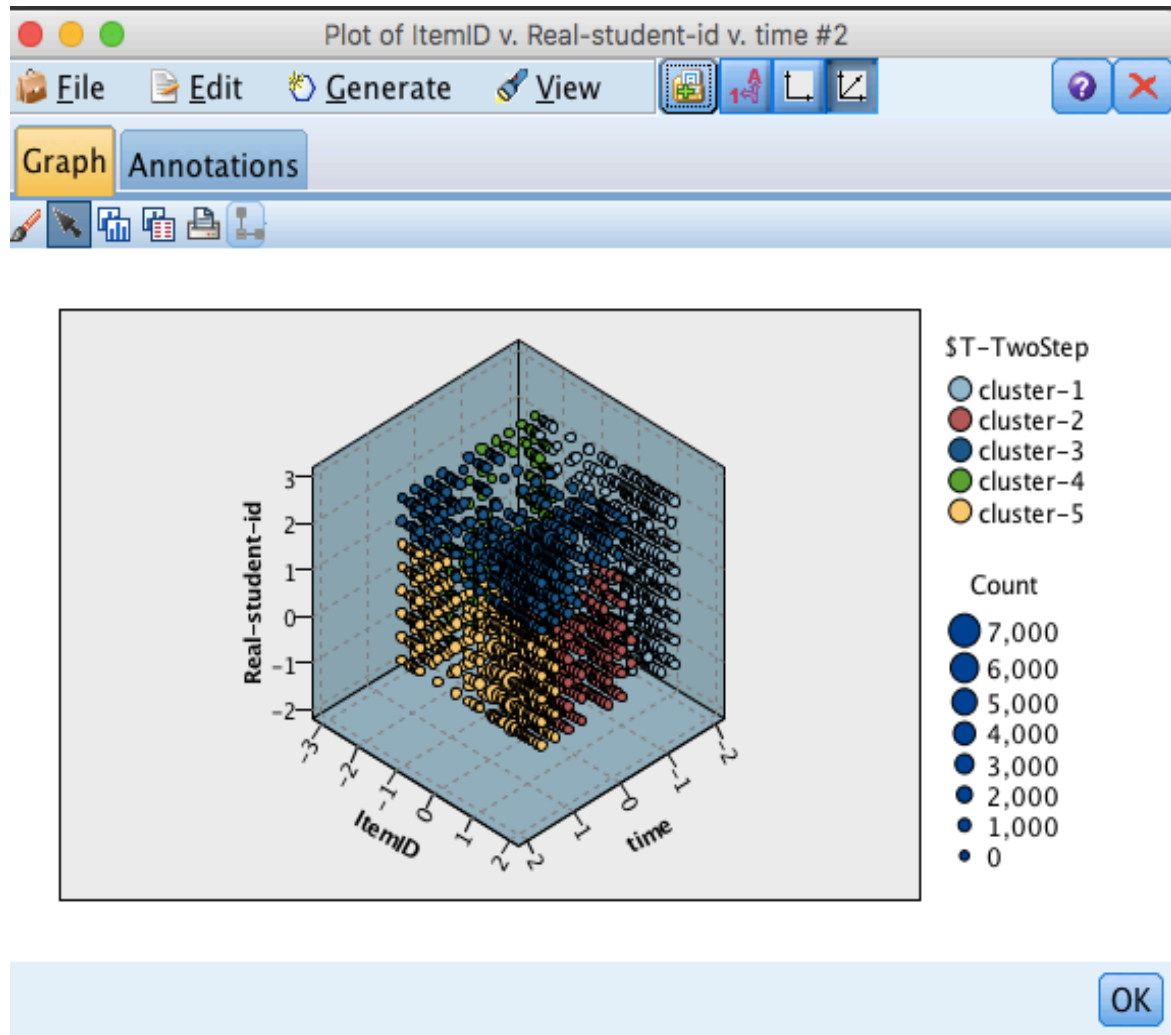 Plot of ItemID v. Real-student-id v. time #2
File Edit Generate View
Graph Annotations
$T-TwoStep
cluster-1
cluster-2
cluster-3
cluster-4
cluster-5
Count
7,000
6,000
5,000
4,000
3,000
2,000
1,000
0
Real-student-id
3
2
1
0
-1
-2
ItemID
-3
-2
-1
0
1
2
time
2
1
0
-1
-2
OK